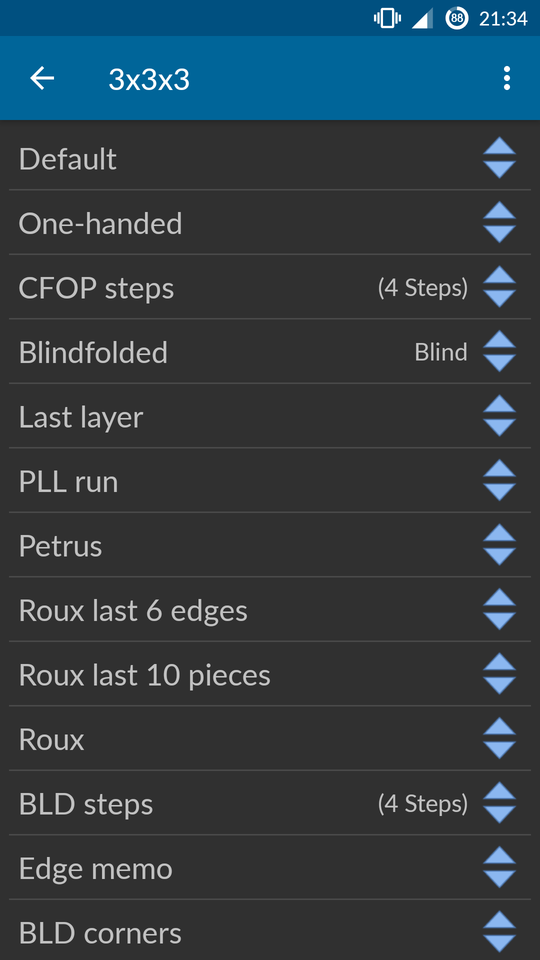 88 21:34
3x3x3
Default
One-handed
CFOP steps (4 Steps)
Blindfolded Blind
Last layer
PLL run
Petrus
Roux last 6 edges
Roux last 10 pieces
Roux
BLD steps (4 Steps)
Edge memo
BLD corners